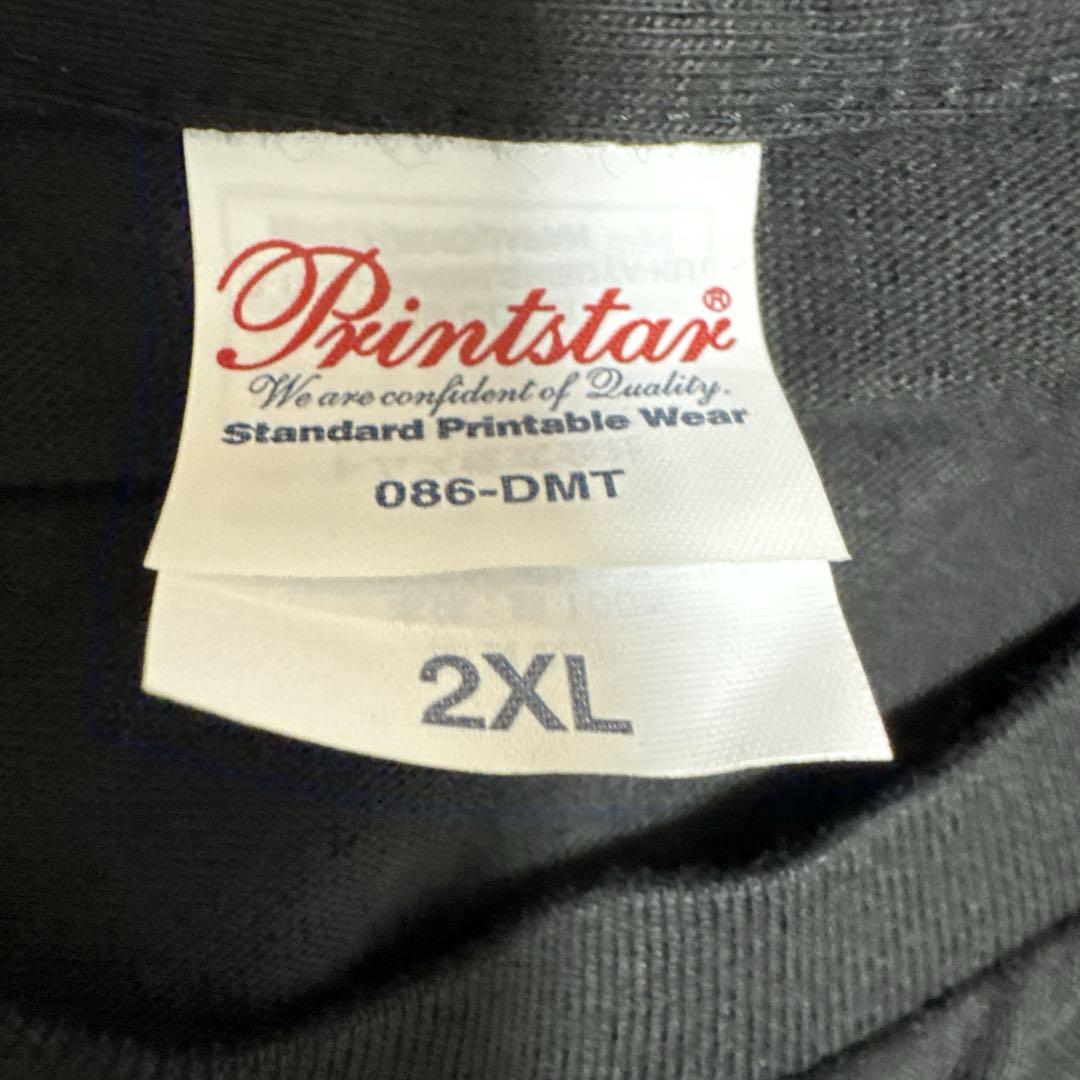 Printstar®
We are confident of Quality.
Standard Printable Wear
086-DMT
2XL